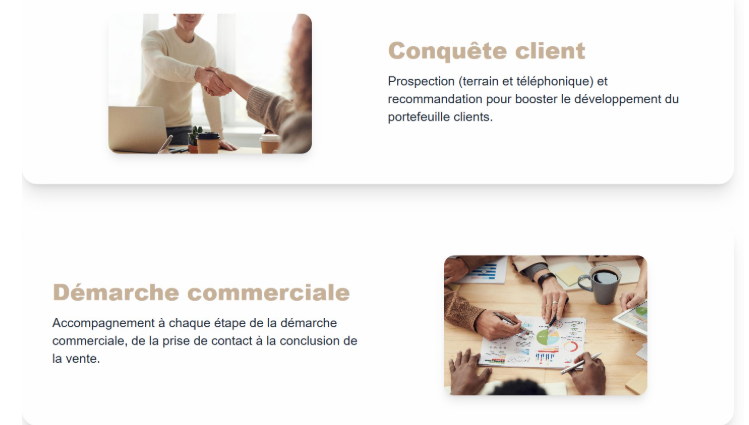 Conquête client
Prospection (terrain et téléphonique) et
recommandation pour booster le développement du
portefeuille clients.
Démarche commerciale
Accompagnement à chaque étape de la démarche
commerciale, de la prise de contact à la conclusion de
la vente.